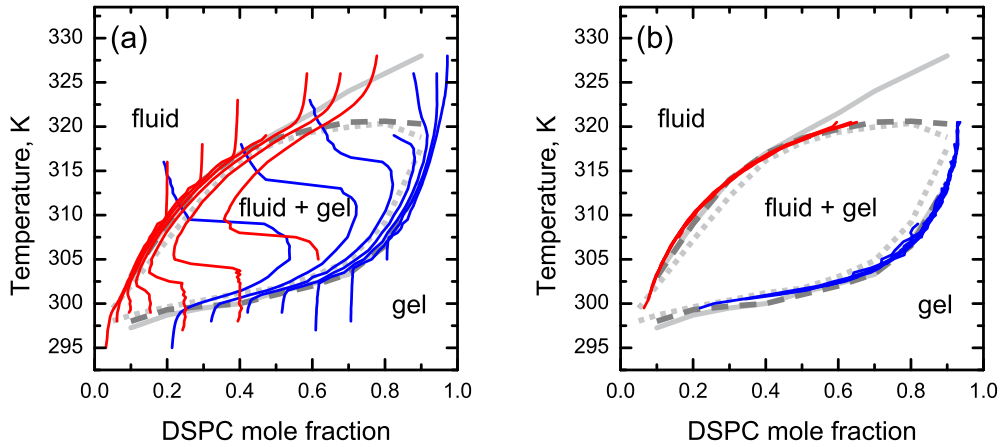 (a)
fluid
fluid + gel
gel
Temperature, K
330
325
320
315
310
305
300
295
0.0 0.2 0.4 0.6 0.8 1.0
DSPC mole fraction
(b)
fluid
fluid + gel
gel
Temperature, K
330
325
320
315
310
305
300
295
0.0 0.2 0.4 0.6 0.8 1.0
DSPC mole fraction